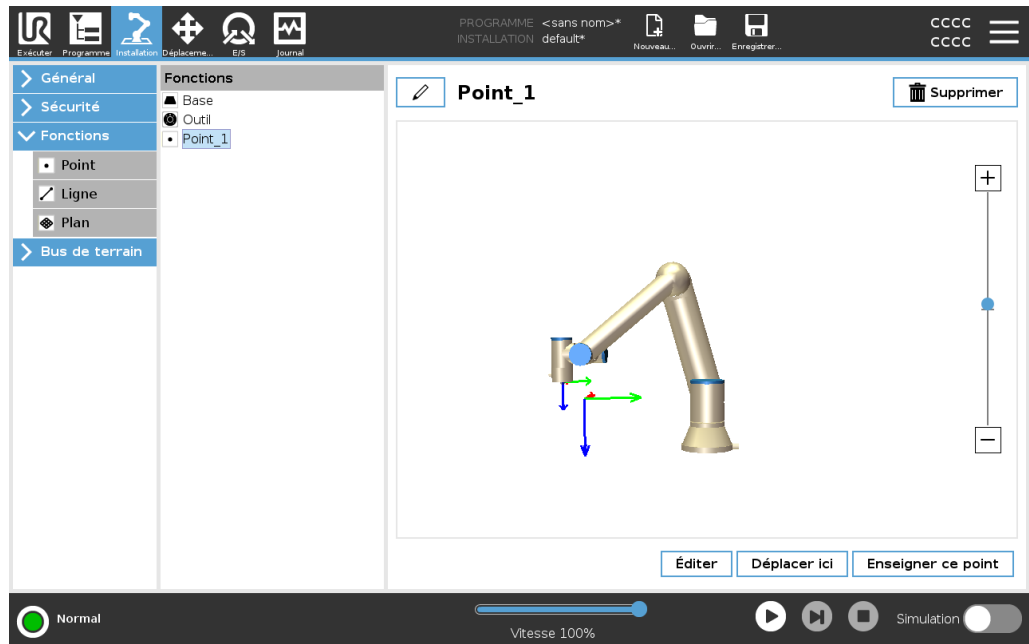 UR
PROGRAMME <sans nom>*
INSTALLATION default*
CCCC
CCCC
Exécuter Programme Installation Déplaceme... E/S Journal Nouveau... Ouvrir... Enregistrer...
Général
Sécurité
Fonctions
Point
Ligne
Plan
Bus de terrain
Fonctions
Base
Outil
Point_1
Point_1
Supprimer
Éditer
Déplacer ici
Enseigner ce point
Normal
Vitesse 100%
Simulation